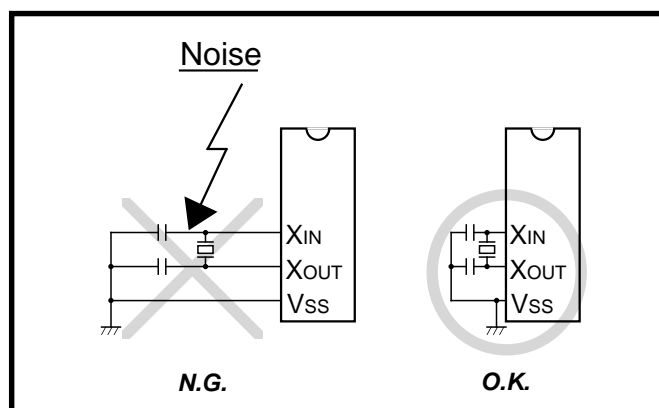 Noise
XIN
XOUT
VSS
N.G.
XIN
XOUT
VSS
O.K.